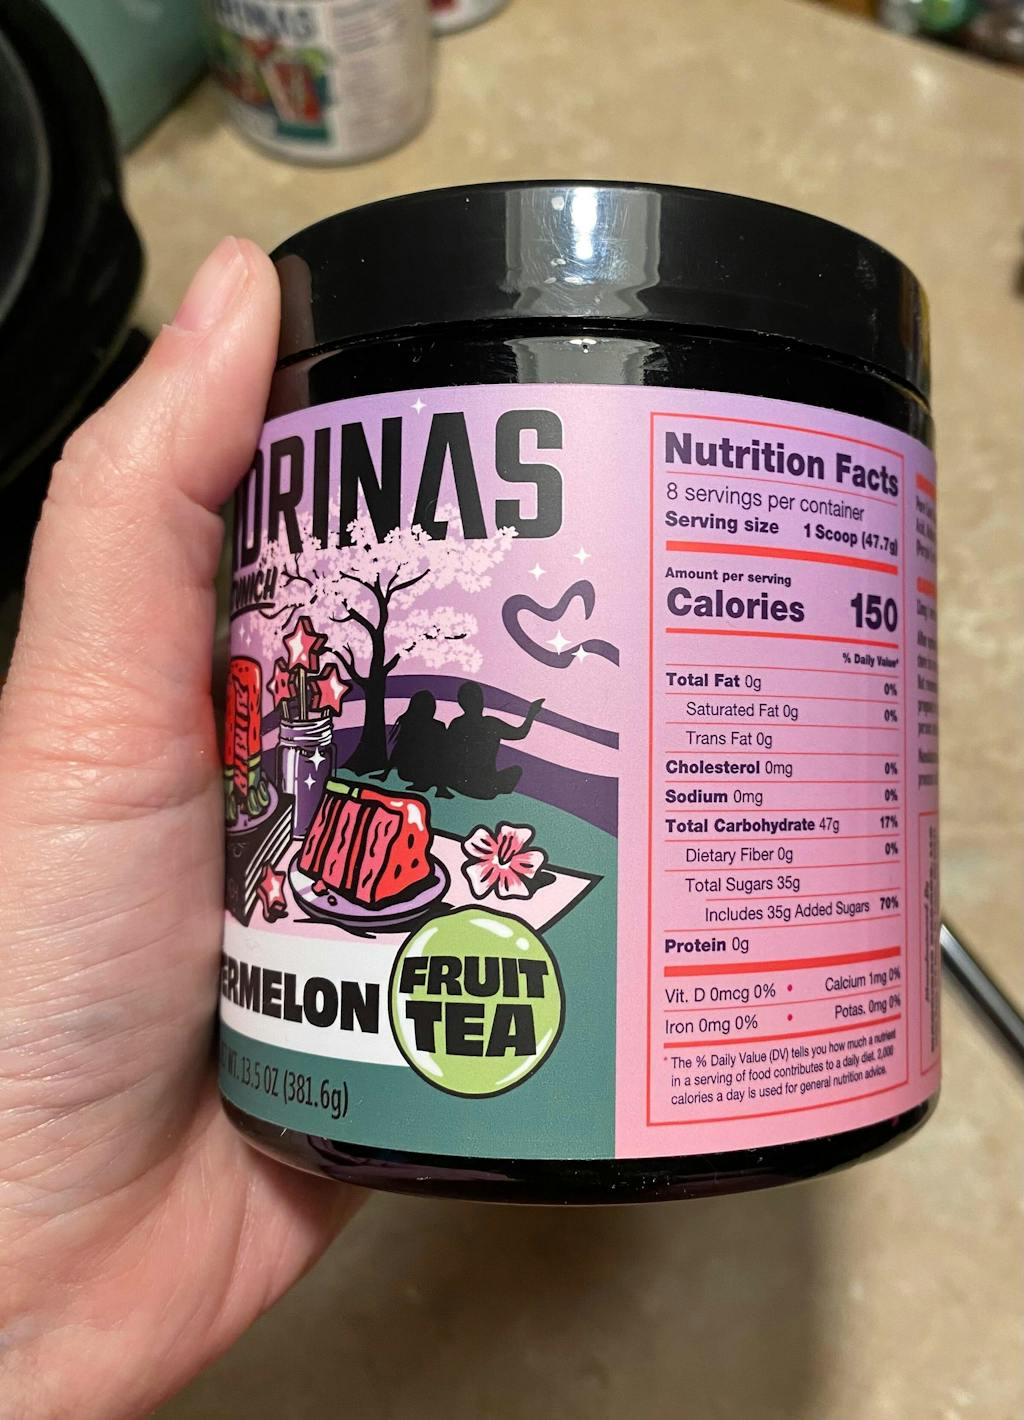 DRINAS
ERMELON
FRUIT
TEA
WT. 13.5 OZ (381.6g)
Nutrition Facts
8 servings per container
Serving size 1 Scoop (47.7g)
Amount per serving
Calories 150
% Daily Value*
Total Fat 0g 0%
Saturated Fat 0g 0%
Trans Fat 0g
Cholesterol 0mg 0%
Sodium 0mg 0%
Total Carbohydrate 47g 17%
Dietary Fiber 0g 0%
Total Sugars 35g
Includes 35g Added Sugars 70%
Protein 0g
Vit. D 0mcg 0% • Calcium 1mg 0%
Iron 0mg 0% • Potas. 0mg 0%
* The % Daily Value (DV) tells you how much a nutrient
in a serving of food contributes to a daily diet. 2,000
calories a day is used for general nutrition advice.